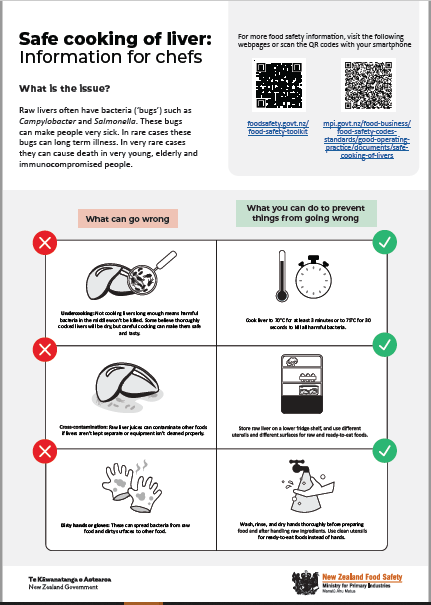 Safe cooking of liver:
Information for chefs
What is the issue?
Raw livers often have bacteria (‘bugs’) such as
Campylobacter and Salmonella. These bugs
can make people very sick. In rare cases these
bugs can long term illness. In very rare cases
they can cause death in very young, elderly and
immunocompromised people.
For more food safety information, visit the following
webpages or scan the QR codes with your smartphone
foodsafety.govt.nz/
food-safety-toolkit
mpi.govt.nz/food-business/
food-safety-codes-
standards/good-operating-
practice/documents/safe-
cooking-of-livers
What can go wrong
What you can do to prevent
things from going wrong
Undercooking: Not cooking livers long enough means harmful
bacteria in the middle won't be killed. Some believe thoroughly
cooked livers will be dry, but careful cooking can make them safe
and tasty.
Cook liver to 70°C for at least 3 minutes or to 75°C for 30
seconds to kill all harmful bacteria.
Cross-contamination: Raw liver juices can contaminate other foods
if livers aren't kept separate or equipment isn't cleaned properly.
Store raw liver on a lower fridge shelf, and use different
utensils and different surfaces for raw and ready-to-eat foods.
Dirty hands or gloves: These can spread bacteria from raw
food and dirty surfaces to other food.
Wash, rinse, and dry hands thoroughly before preparing
food and after handling raw ingredients. Use clean utensils
for ready-to-eat foods instead of hands.
Te Kāwanatanga o Aotearoa
New Zealand Government
New Zealand Food Safety
Ministry for Primary Industries
Manatū Ahu Matua